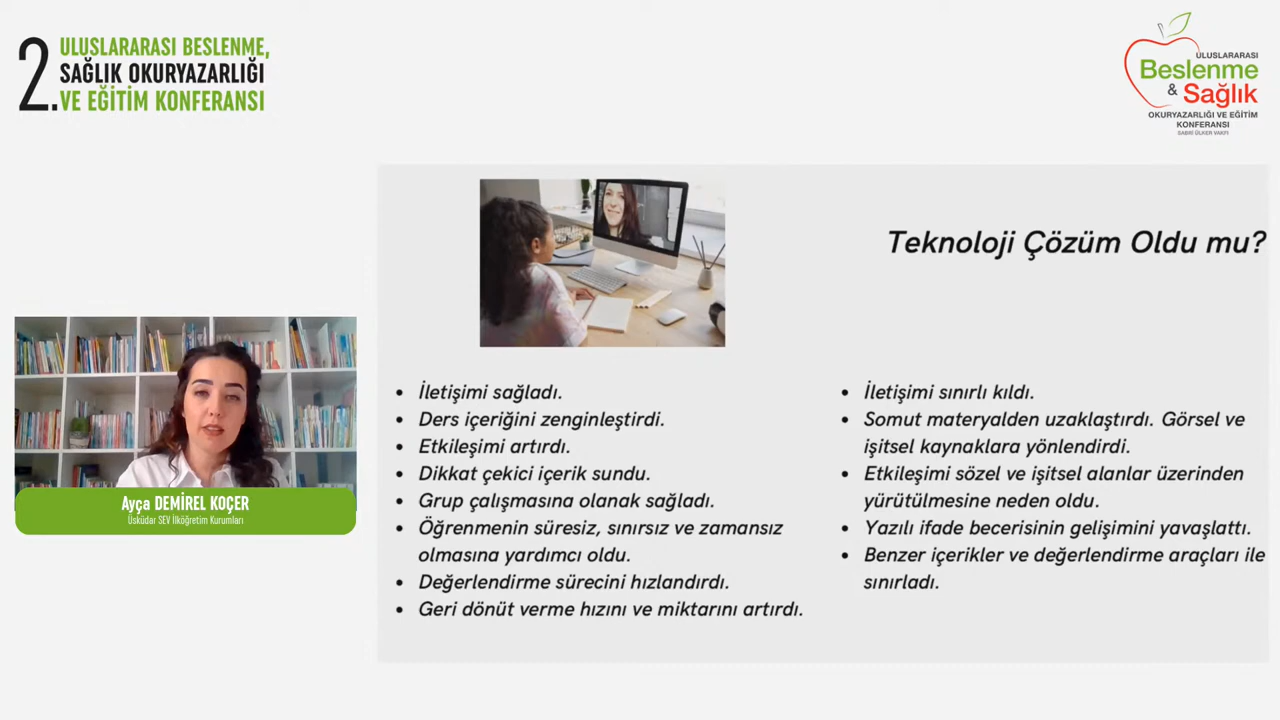 2.
ULUSLARARASI BESLENME,
SAĞLIK OKURYAZARLIĞI
VE EĞİTİM KONFERANSI
ULUSLARARASI
Beslenme
& Sağlık
OKURYAZARLIĞI VE EĞİTİM
KONFERANSI
SABRİ ÜLKER VAKFI
Teknoloji Çözüm Oldu mu?
• İletişimi sağladı.
• Ders içeriğini zenginleştirdi.
• Etkileşimi artırdı.
• Dikkat çekici içerik sundu.
• Grup çalışmasına olanak sağladı.
• Öğrenmenin süresiz, sınırsız ve zamansız
olmasına yardımcı oldu.
• Değerlendirme sürecini hızlandırdı.
• Geri dönüt verme hızını ve miktarını artırdı.
• İletişimi sınırlı kıldı.
• Somut materyalden uzaklaştırdı. Görsel ve
işitsel kaynaklara yönlendirdi.
• Etkileşimi sözel ve işitsel alanlar üzerinden
yürütülmesine neden oldu.
• Yazılı ifade becerisinin gelişimini yavaşlattı.
• Benzer içerikler ve değerlendirme araçları ile
sınırladı.
Ayça DEMİREL KOÇER
Üsküdar SEV İlköğretim Kurumları